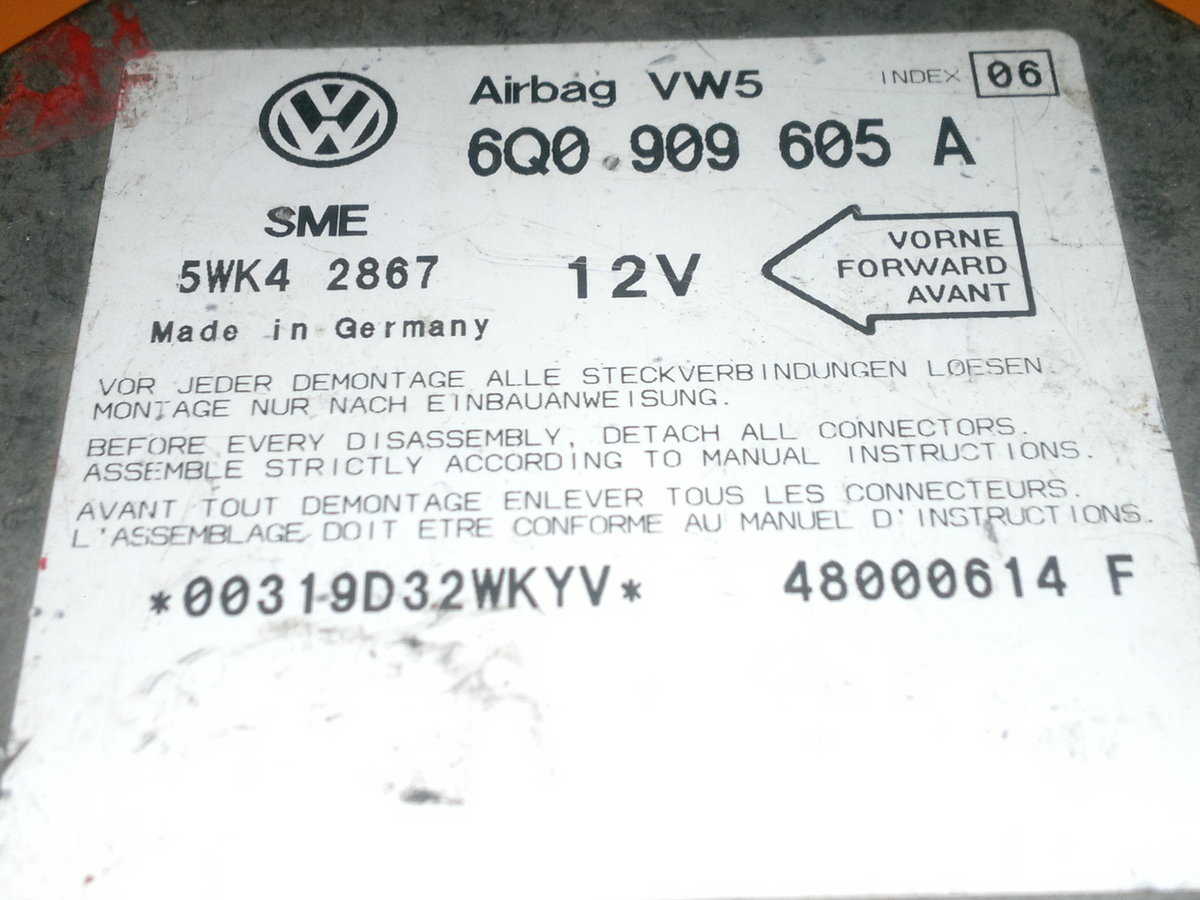 Airbag VW5
INDEX 06
6Q0 909 605 A
SME
5WK4 2867
12V
VORNE
FORWARD
AVANT
Made in Germany
VOR JEDER DEMONTAGE ALLE STECKVERBINDUNGEN LOESEN.
MONTAGE NUR NACH EINBAUANWEISUNG.
BEFORE EVERY DISASSEMBLY, DETACH ALL CONNECTORS.
ASSEMBLE STRICTLY ACCORDING TO MANUAL INSTRUCTIONS.
AVANT TOUT DEMONTAGE ENLEVER TOUS LES CONNECTEURS.
L'ASSEMBLAGE DOIT ETRE CONFORME AU MANUEL D'INSTRUCTIONS.
*00319D32WKYV*
48000614 F